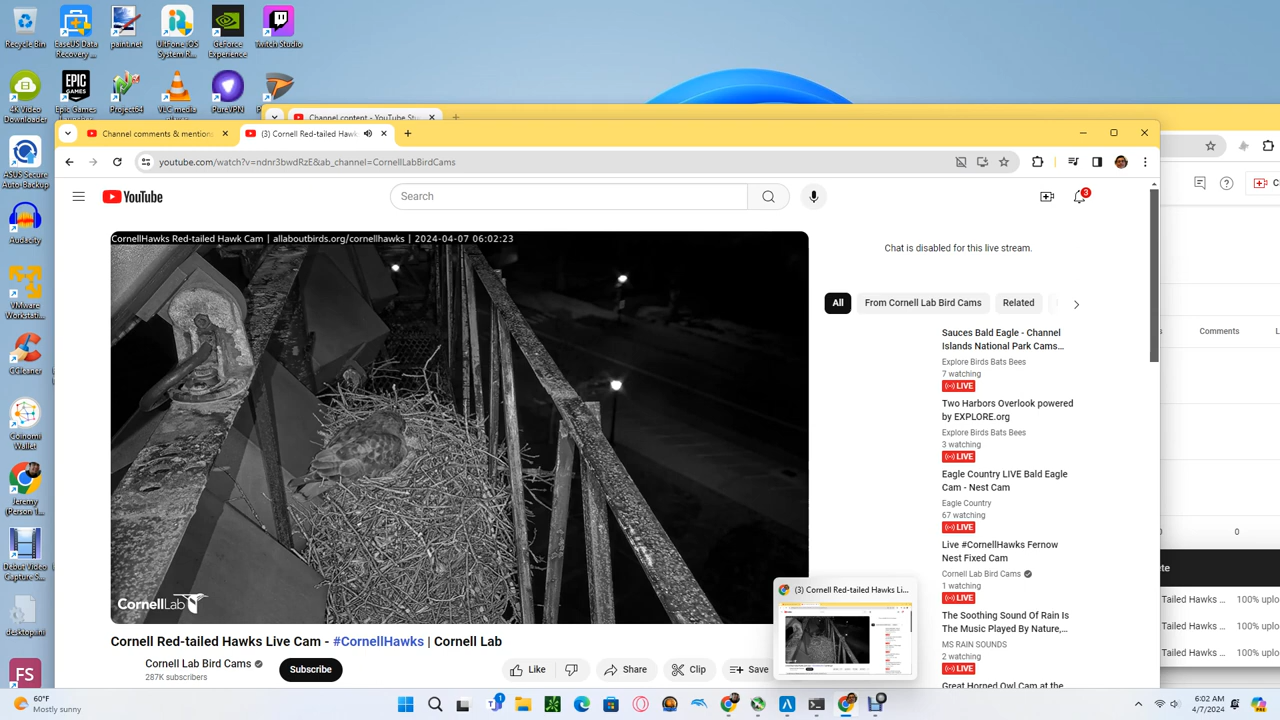 Recycle Bin
EaseUS Data
Recovery ...
paint.net
UltFone iOS
System R...
GeForce
Experience
Twitch Studio
4K Video
Downloader
EPIC
GAMES
Epic Games
Project64
VLC media
PureVPN
ASUS Secure
Auto-Backup
Audacity
VMware
Workstati...
CCleaner
Coinomi
Wallet
Jeremy
(Person 1...
Debut Video
Capture S...
desktop.ini
FS
Channel content - YouTube Stu
Channel comments & mention
(3) Cornell Red-tailed Hawk
youtube.com/watch?v=ndnr3bwdRzE&ab_channel=CornellLabBirdCams
YouTube
Search
3
CornellHawks Red-tailed Hawk Cam | allaboutbirds.org/cornellhawks | 2024-04-07 06:02:23
CornellLab
Cornell Red-tailed Hawks Live Cam - #CornellHawks | Cornell Lab
Cornell Lab Bird Cams
287K subscribers
Subscribe
Like
Share
Clip
Save
Chat is disabled for this live stream.
All
From Cornell Lab Bird Cams
Related
Sauces Bald Eagle - Channel
Islands National Park Cams...
Explore Birds Bats Bees
7 watching
LIVE
Two Harbors Overlook powered
by EXPLORE.org
Explore Birds Bats Bees
3 watching
LIVE
Eagle Country LIVE Bald Eagle
Cam - Nest Cam
Eagle Country
67 watching
LIVE
Live #CornellHawks Fernow
Nest Fixed Cam
Cornell Lab Bird Cams
1 watching
LIVE
The Soothing Sound Of Rain Is
The Music Played By Nature,...
MS RAIN SOUNDS
2 watching
LIVE
Great Horned Owl Cam at the
(3) Cornell Red-tailed Hawks Li...
Comments
0
Tailed Hawks ...
100% uplo
Tailed Hawks ...
100% uplo
Tailed Hawks ...
100% uplo
60°F
Mostly sunny
1
6:02 AM
4/7/2024